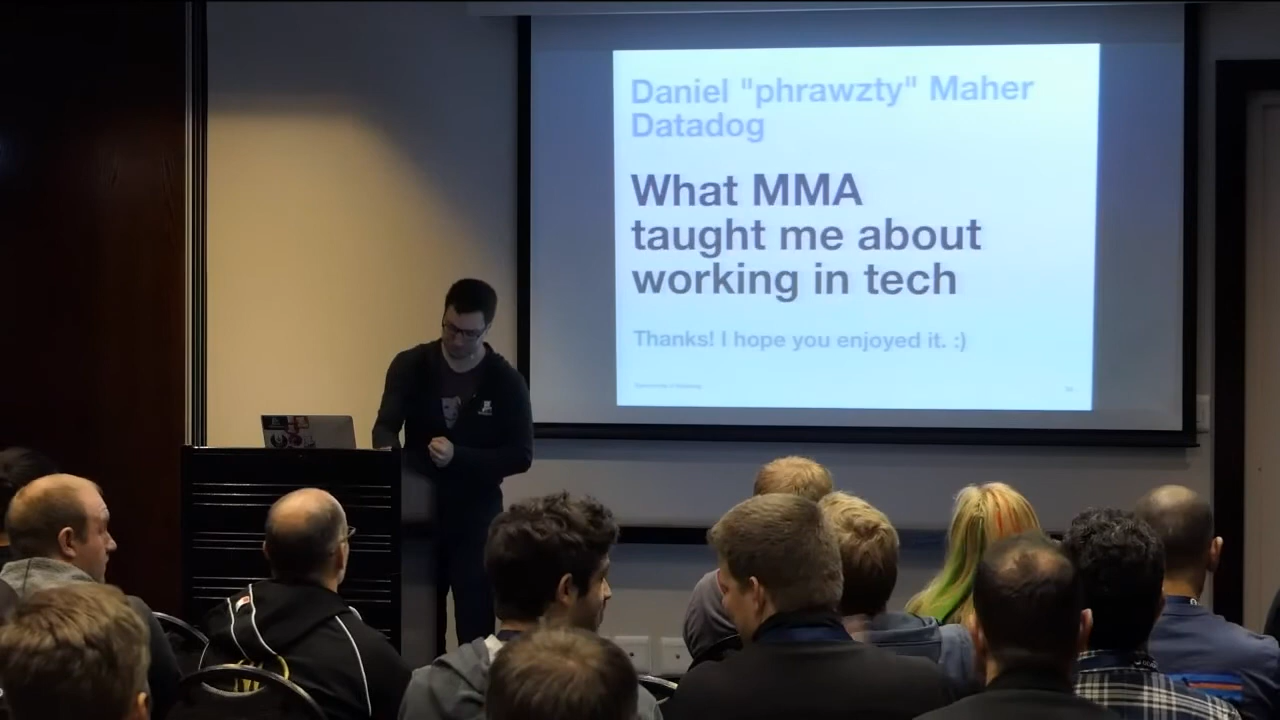 Daniel "phrawzty" Maher
Datadog
What MMA
taught me about
working in tech
Thanks! I hope you enjoyed it. :)